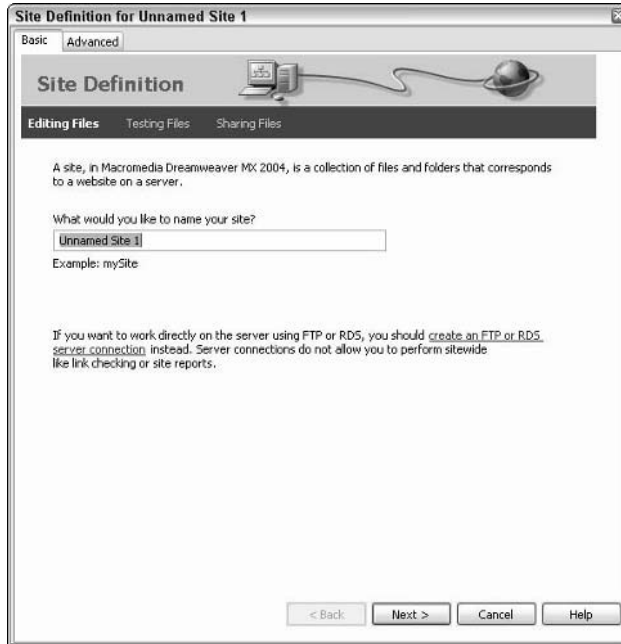 Site Definition for Unnamed Site 1
Basic Advanced
Site Definition
Editing Files Testing Files Sharing Files
A site, in Macromedia Dreamweaver MX 2004, is a collection of files and folders that corresponds
to a website on a server.
What would you like to name your site?
Unnamed Site 1
Example: mySite
If you want to work directly on the server using FTP or RDS, you should create an FTP or RDS
server connection instead. Server connections do not allow you to perform sitewide
like link checking or site reports.
< Back Next > Cancel Help